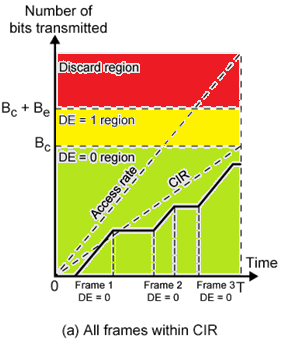 Number of
bits transmitted
Discard region
Bc + Be
DE = 1 region
Bc
DE = 0 region
Access rate
CIR
Time
0
Frame 1
DE = 0
Frame 2
DE = 0
Frame 3
DE = 0
T
(a) All frames within CIR